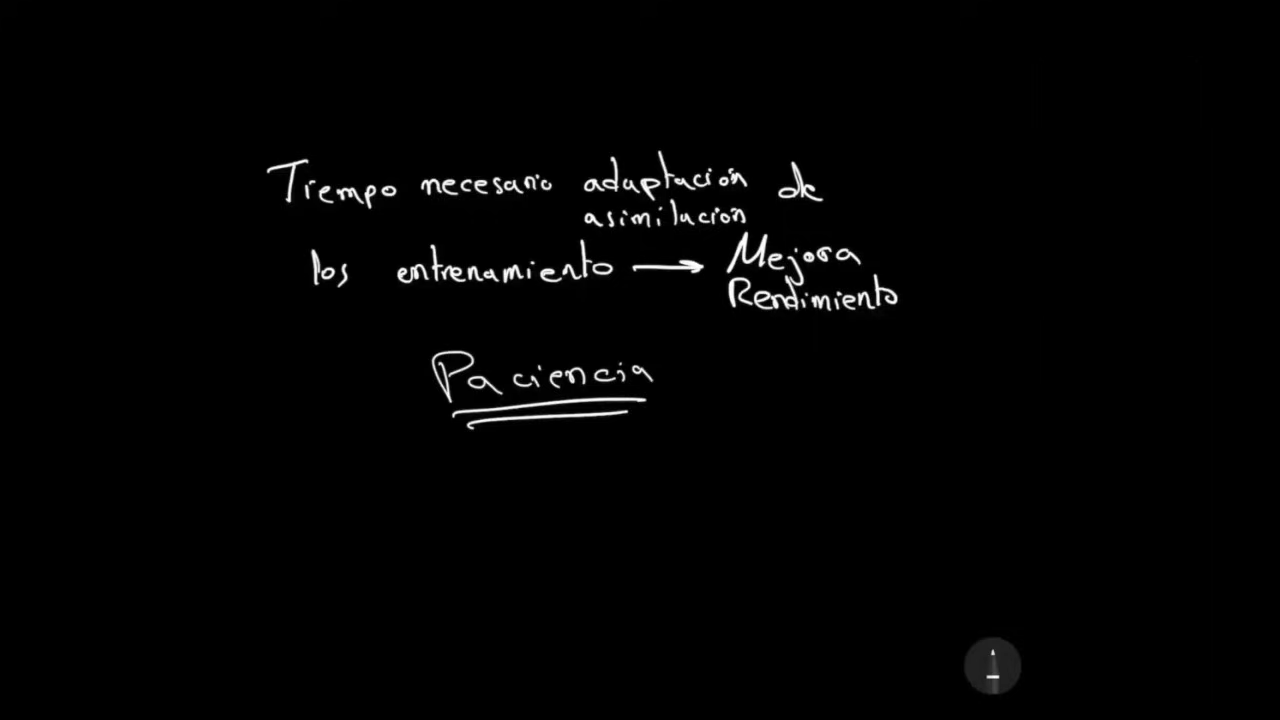 Tiempo necesario adaptación de
asimilación
los entrenamiento → Mejora
Rendimiento
Paciencia